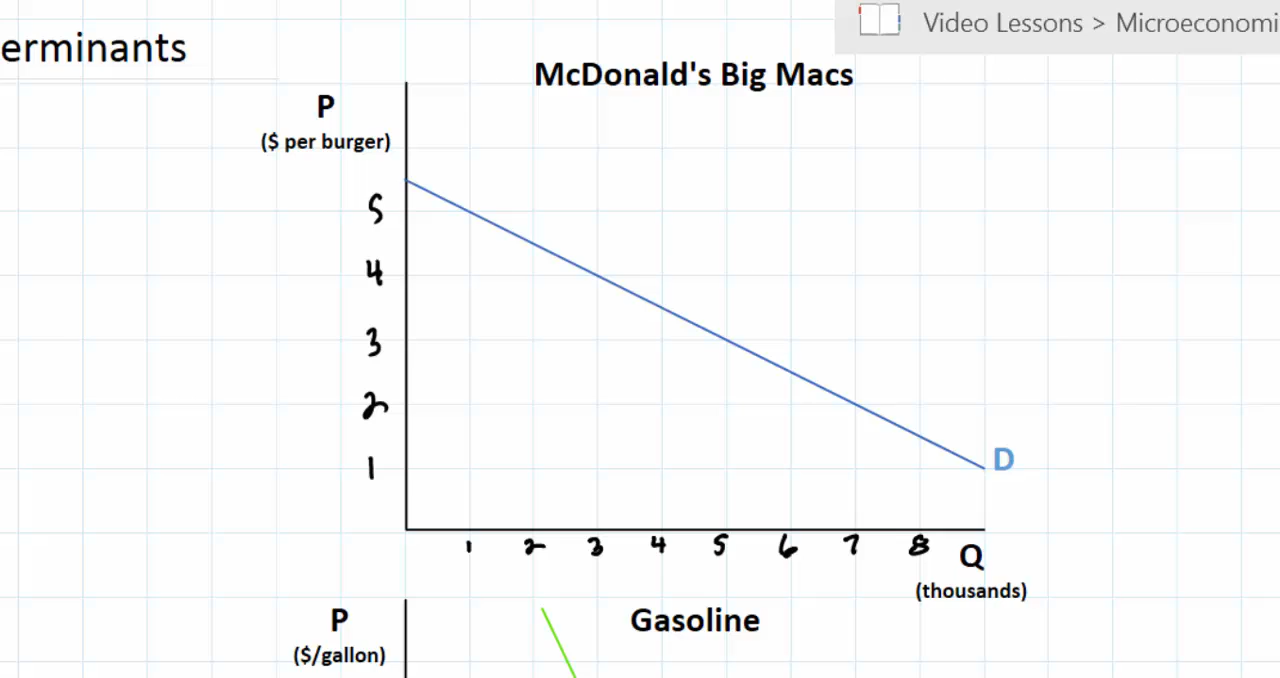 Video Lessons > Microeconomi
erminants
McDonald's Big Macs
P
($ per burger)
5
4
3
2
1
D
1 2 3 4 5 6 7 8 Q
(thousands)
P
Gasoline
($/gallon)